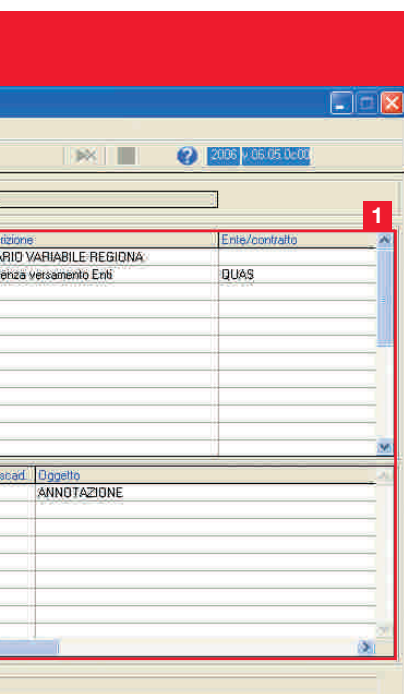 2006 v.06.05.0c00
1
rizione Ente/contratto
ARIO VARIABILE REGIONA
enza versamento Enti QUAS
scad. Oggetto
ANNOTAZIONE